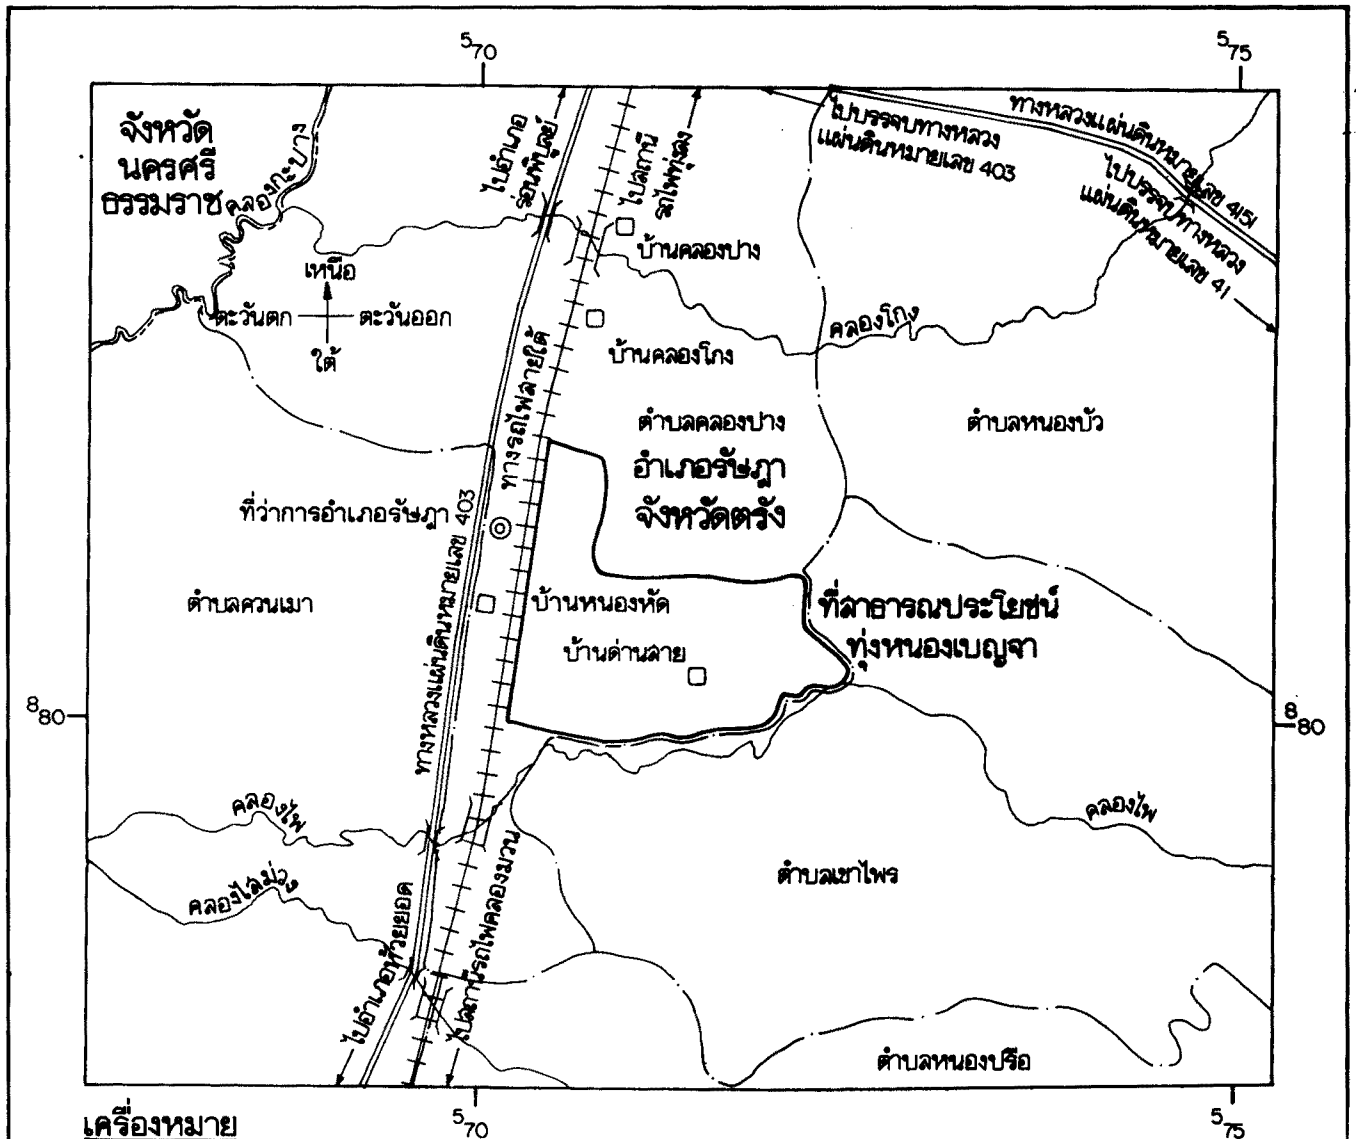 570
575
จังหวัด
นครศรี
ธรรมราช
คลองกะปาง
ไปอำเภอ
ร่อนพิบูลย์
ไปสถานี
รถไฟทุ่งสง
ไปบรรจบทางหลวง
แผ่นดินหมายเลข 403
ทางหลวงแผ่นดินหมายเลข 4151
ไปบรรจบทางหลวง
แผ่นดินหมายเลข 41
บ้านคลองปาง
เหนือ
ตะวันตก
ตะวันออก
ใต้
คลองโกง
บ้านคลองโกง
ทางรถไฟสายใต้
ตำบลคลองปาง
ตำบลหนองบัว
อำเภอรัษฎา
จังหวัดตรัง
ที่ว่าการอำเภอรัษฎา
ทางหลวงแผ่นดินหมายเลข 403
ตำบลควนเมา
บ้านหนองหัด
ที่สาธารณประโยชน์
ทุ่งหนองเบญจา
บ้านด่านลาย
880
880
คลองไพ
คลองไพ
คลองไสม่วง
ตำบลเขาไพร
ไปอำเภอห้วยยอด
ไปสถานีรถไฟคลองมวน
ตำบลหนองปรือ
570
575
เครื่องหมาย